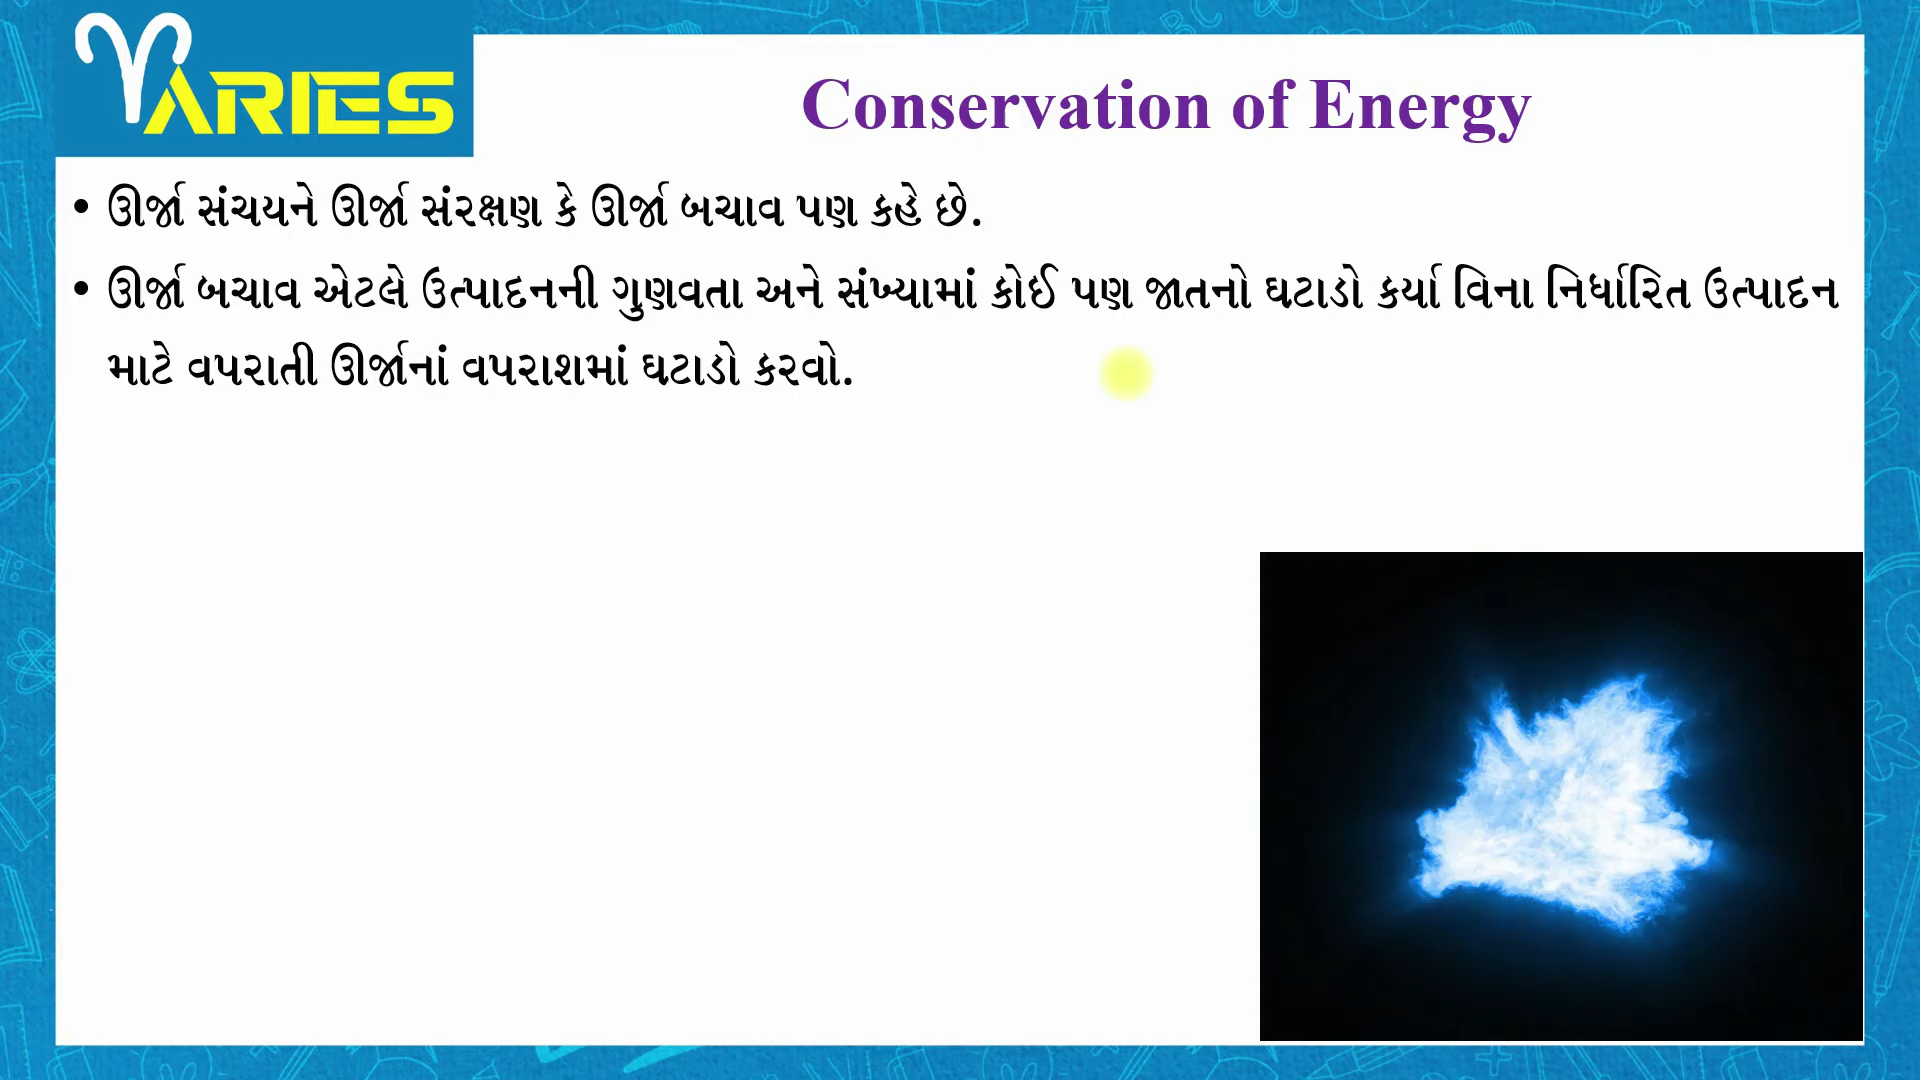 ARIES
Conservation of Energy
• ઊર્જા સંચયને ઊર્જા સંરક્ષણ કે ઊર્જા બચાવ પણ કહે છે.
• ઊર્જા બચાવ એટલે ઉત્પાદનની ગુણવતા અને સંખ્યામાં કોઈ પણ જાતનો ઘટાડો કર્યા વિના નિર્ધારિત ઉત્પાદન
માટે વપરાતી ઊર્જાનાં વપરાશમાં ઘટાડો કરવો.